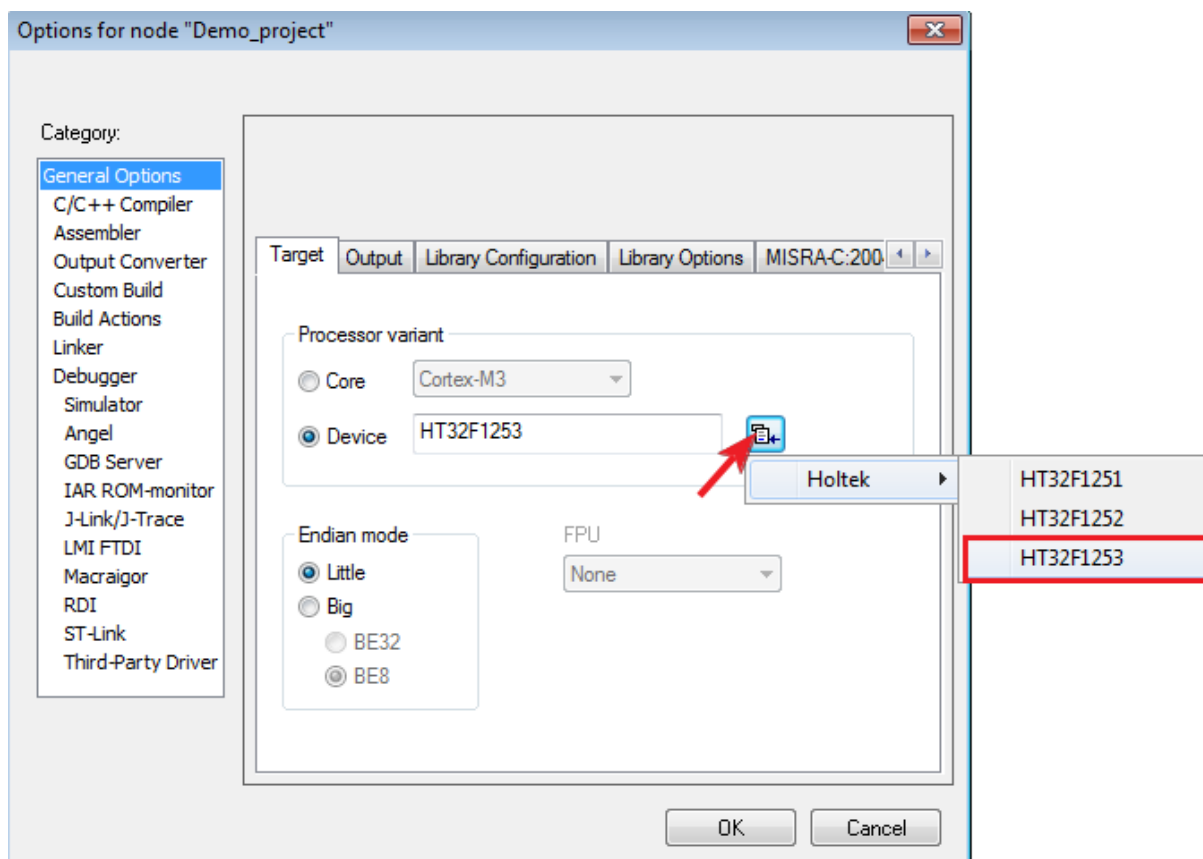 Options for node "Demo_project"
Category:
General Options
C/C++ Compiler
Assembler
Output Converter
Custom Build
Build Actions
Linker
Debugger
Simulator
Angel
GDB Server
IAR ROM-monitor
J-Link/J-Trace
LMI FTDI
Macraigor
RDI
ST-Link
Third-Party Driver
Target Output Library Configuration Library Options MISRA-C:200
Processor variant
Core Cortex-M3
Device HT32F1253
Holtek
HT32F1251
HT32F1252
HT32F1253
Endian mode
Little
Big
BE32
BE8
FPU
None
OK Cancel